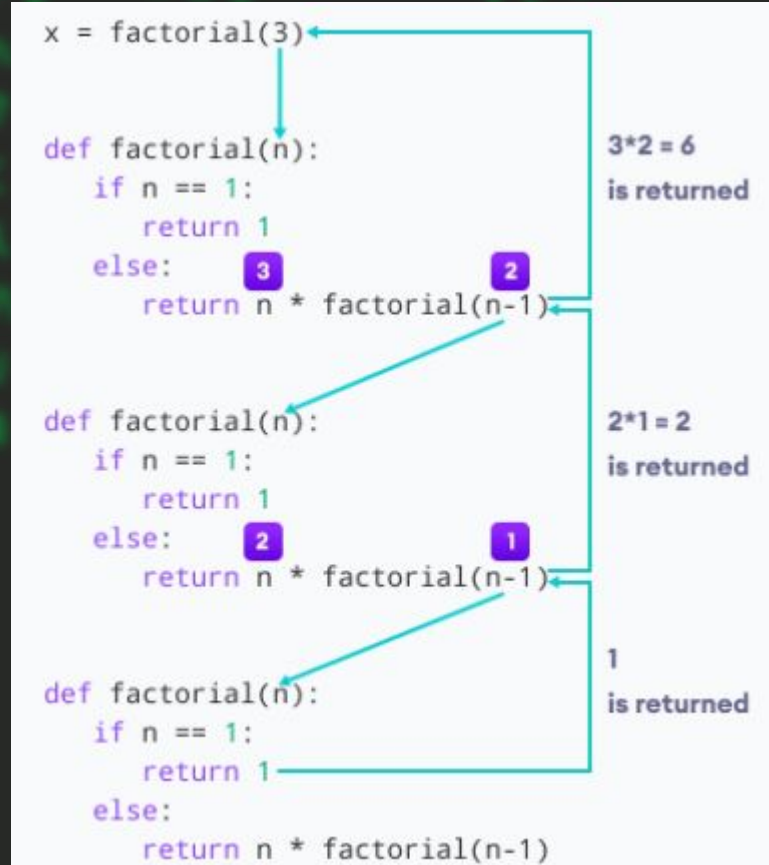 x = factorial(3)
def factorial(n):
3*2 = 6
if n == 1:
is returned
return 1
else:
3
2
return n * factorial(n-1)
def factorial(n):
2*1 = 2
if n == 1:
is returned
return 1
else:
2
1
return n * factorial(n-1)
1
def factorial(n):
is returned
if n == 1:
return 1
else:
return n * factorial(n-1)